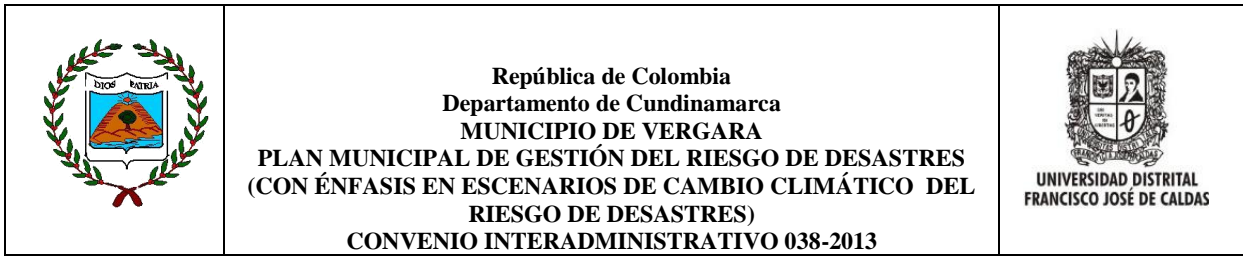 DIOS PATRIA
República de Colombia
Departamento de Cundinamarca
MUNICIPIO DE VERGARA
PLAN MUNICIPAL DE GESTIÓN DEL RIESGO DE DESASTRES
(CON ÉNFASIS EN ESCENARIOS DE CAMBIO CLIMÁTICO DEL
RIESGO DE DESASTRES)
CONVENIO INTERADMINISTRATIVO 038-2013
UNIVERSIDAD DISTRITAL
FRANCISCO JOSÉ DE CALDAS